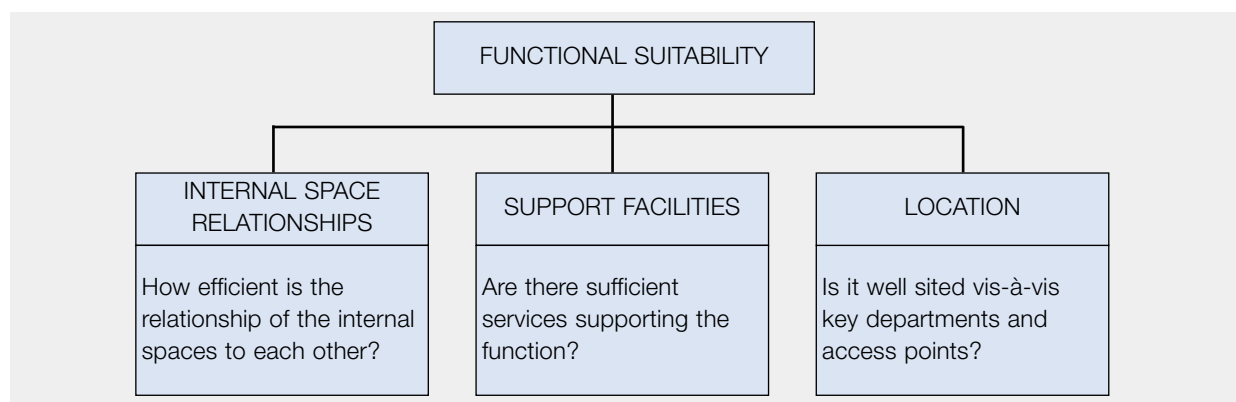 FUNCTIONAL SUITABILITY
INTERNAL SPACE
RELATIONSHIPS
How efficient is the
relationship of the internal
spaces to each other?
SUPPORT FACILITIES
Are there sufficient
services supporting the
function?
LOCATION
Is it well sited vis-à-vis
key departments and
access points?